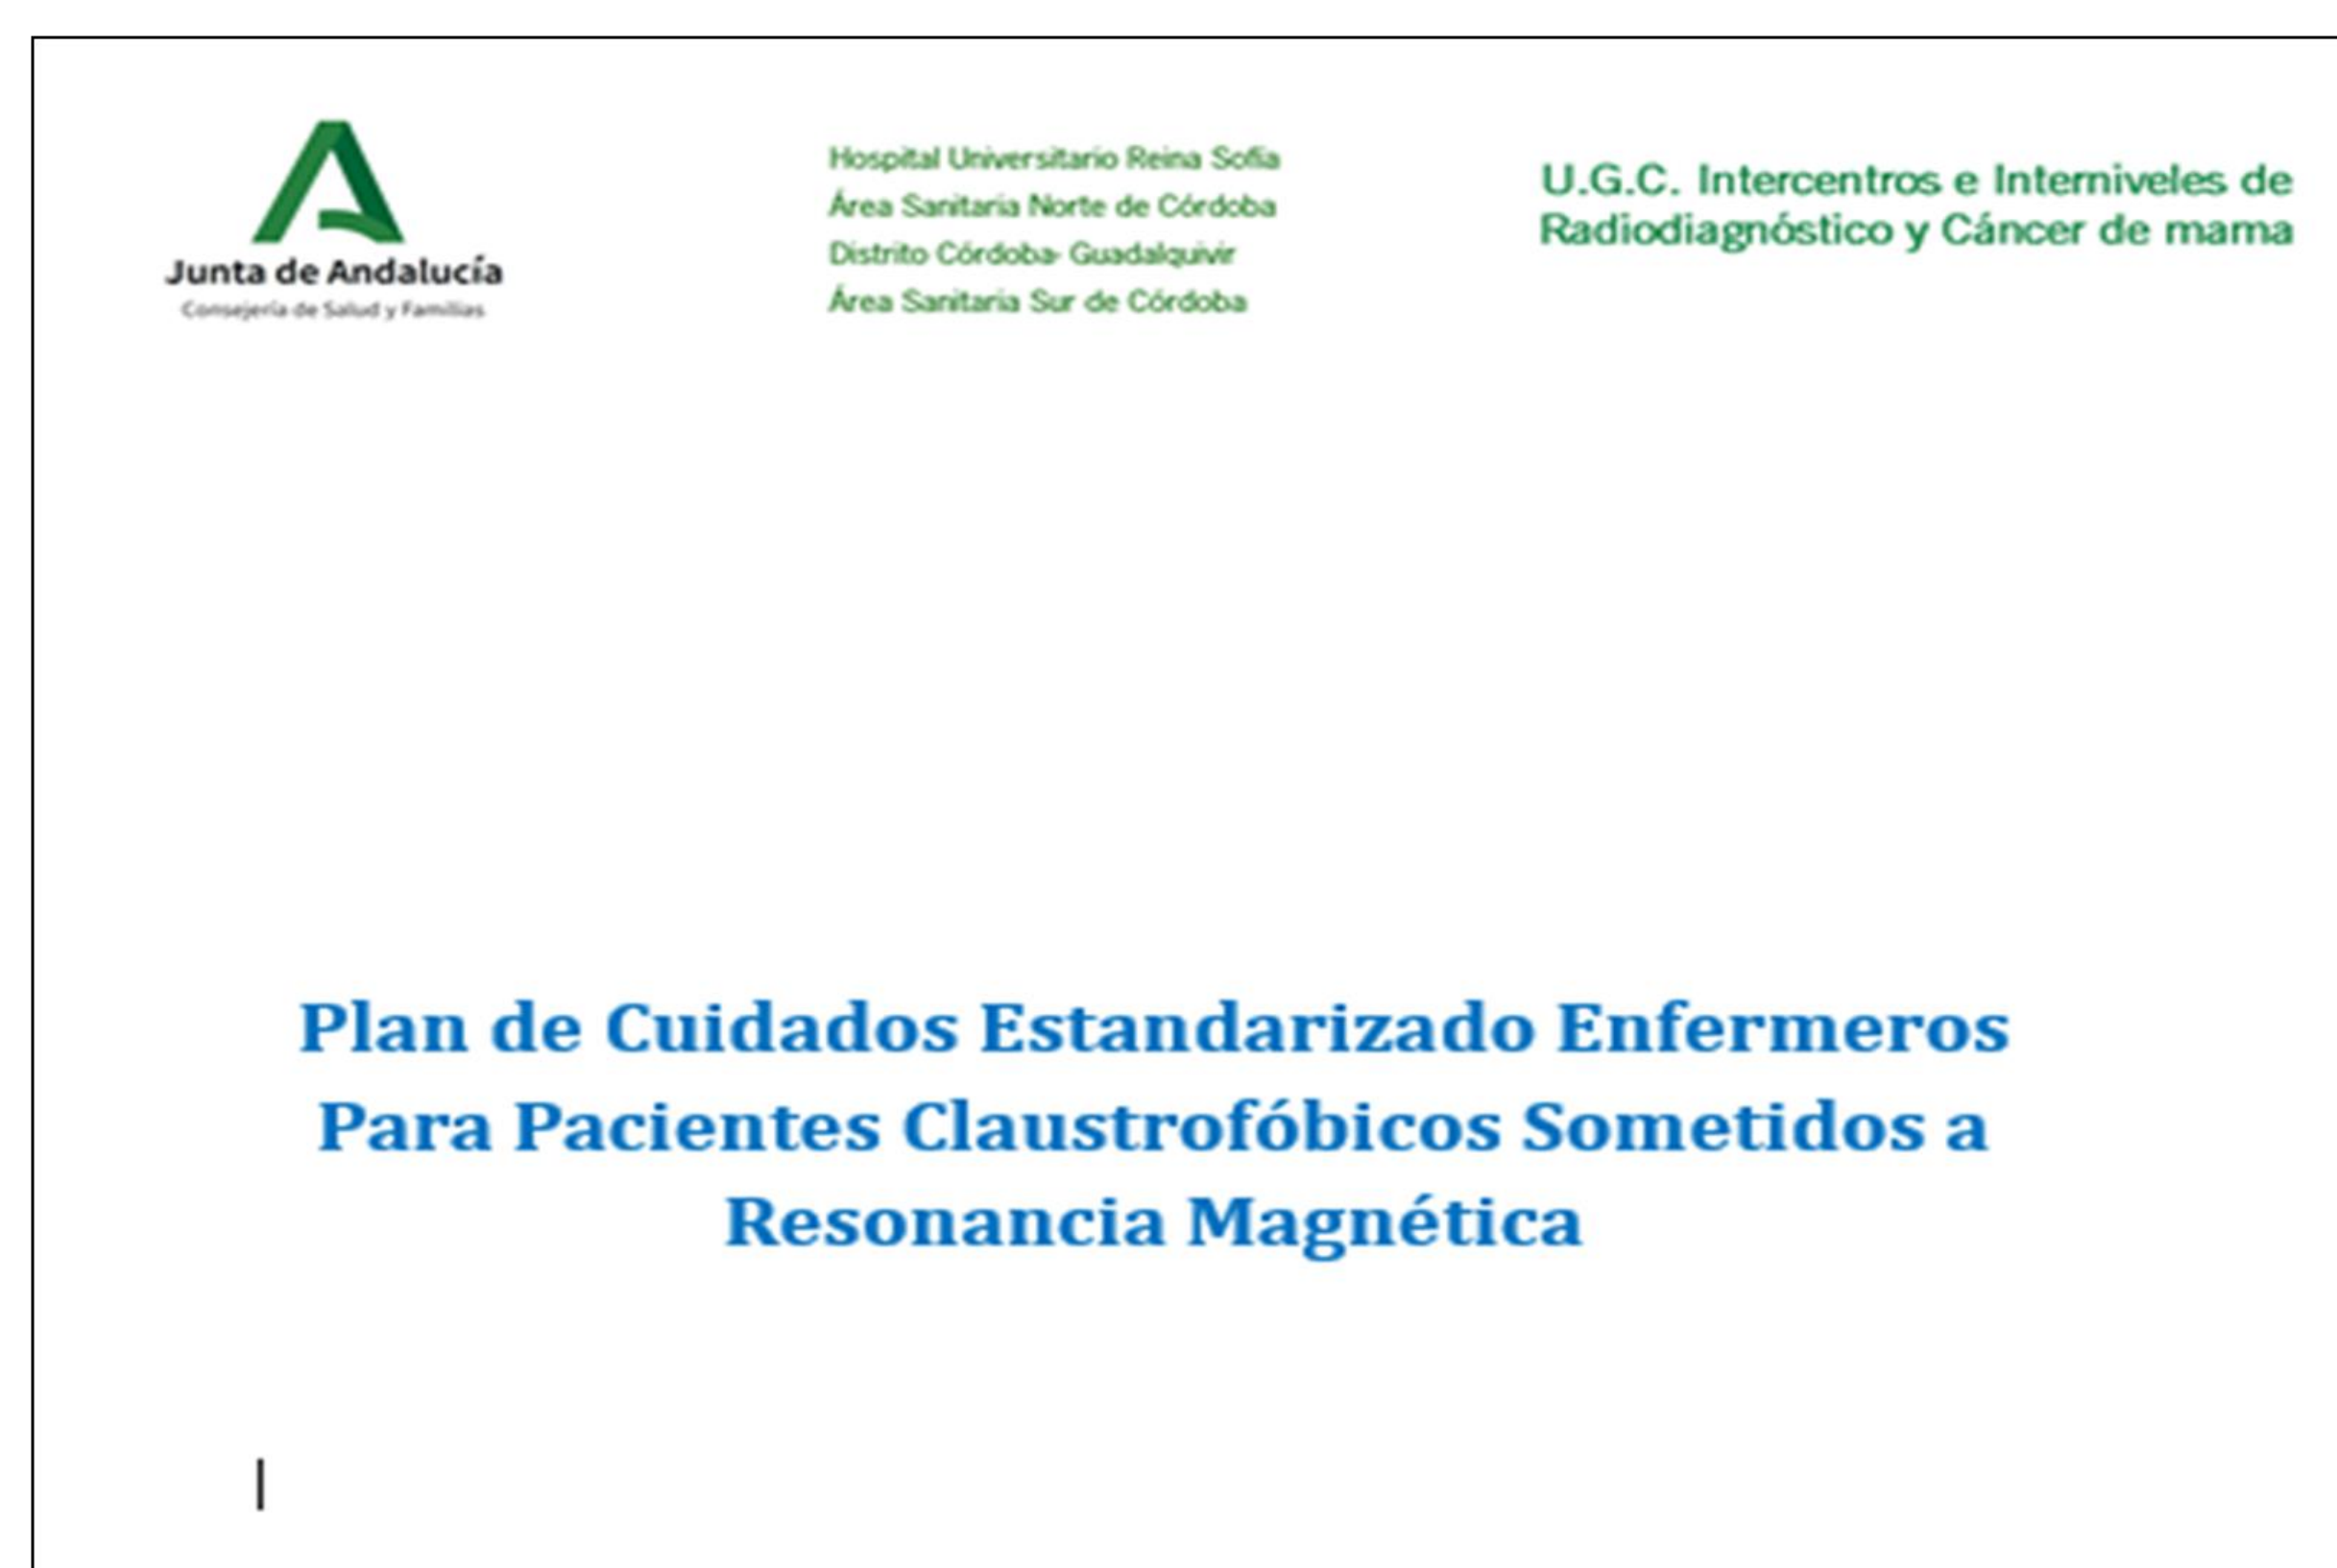 Junta de Andalucía
Consejería de Salud y Familias
Hospital Universitario Reina Sofía
Área Sanitaria Norte de Córdoba
Distrito Córdoba- Guadalquivir
Área Sanitaria Sur de Córdoba
U.G.C. Intercentros e Interniveles de
Radiodiagnóstico y Cáncer de mama
Plan de Cuidados Estandarizado Enfermeros
Para Pacientes Claustrofóbicos Sometidos a
Resonancia Magnética